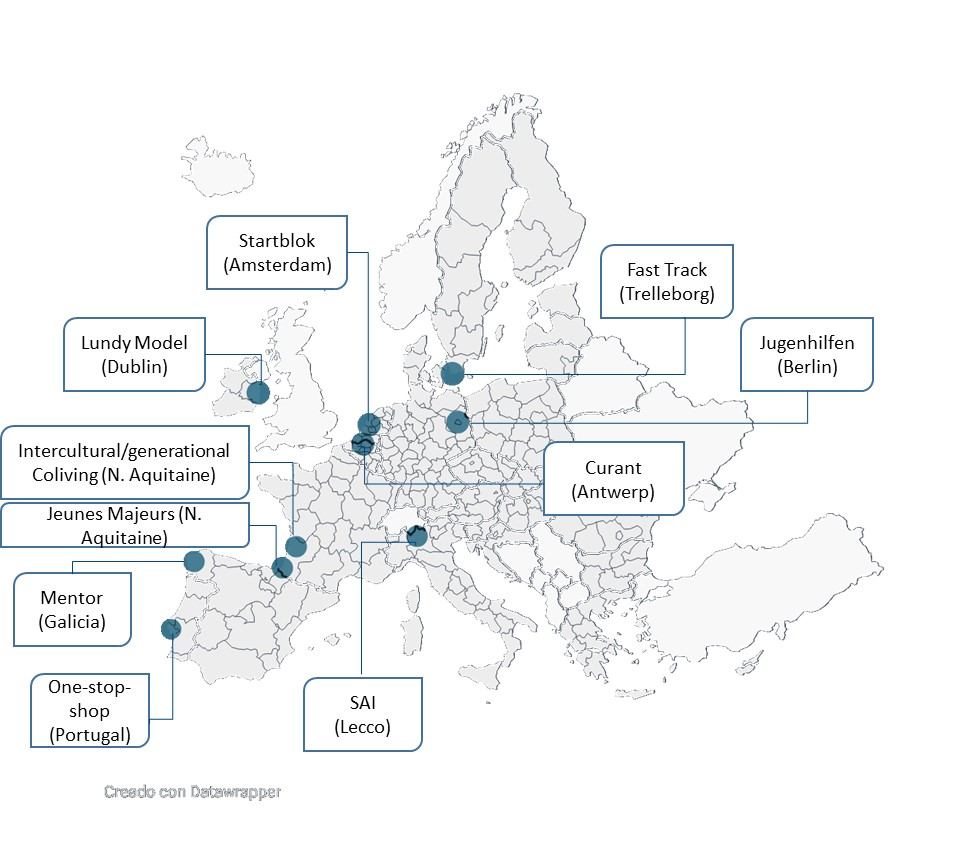 Startblok
(Amsterdam)
Fast Track
(Trelleborg)
Lundy Model
(Dublin)
Jugenhilfen
(Berlin)
Intercultural/generational
Coliving (N. Aquitaine)
Curant
(Antwerp)
Jeunes Majeurs (N.
Aquitaine)
Mentor
(Galicia)
One-stop-
shop
(Portugal)
SAI
(Lecco)
Creado con Datawrapper